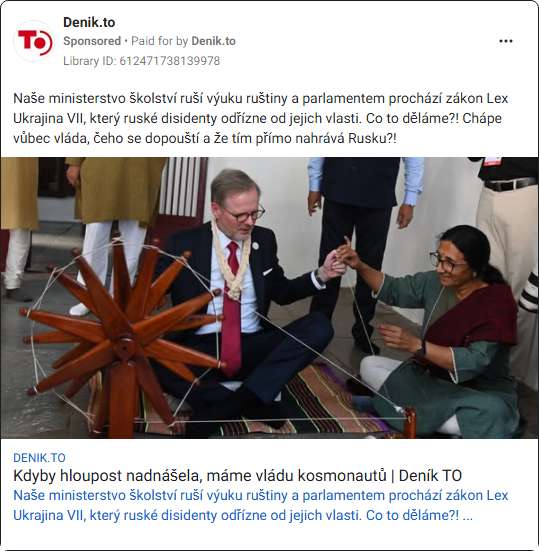 Denik.to
TO
Sponsored • Paid for by Denik.to
Library ID: 612471738139978
Naše ministerstvo školství ruší výuku ruštiny a parlamentem prochází zákon Lex
Ukrajina VII, který ruské disidenty odřízne od jejich vlasti. Co to děláme?! Chápe
vůbec vláda, čeho se dopouští a že tím přímo nahrává Rusku?!
DENIK.TO
Kdyby hloupost nadnášela, máme vládu kosmonautů | Deník TO
Naše ministerstvo školství ruší výuku ruštiny a parlamentem prochází zákon Lex
Ukrajina VII, který ruské disidenty odřízne od jejich vlasti. Co to děláme?! ...